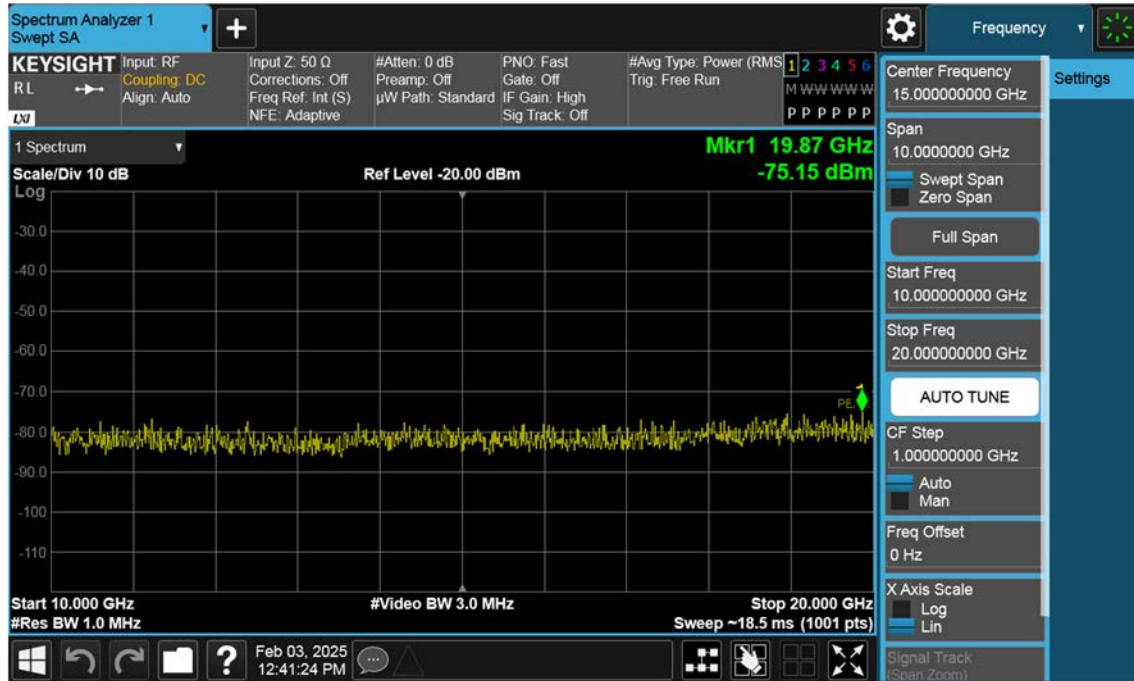 Spectrum Analyzer 1
Swept SA
Frequency
KEYSIGHT
RL
LXI
Input: RF
Coupling: DC
Align: Auto
Input Z: 50 Ω
Corrections: Off
Freq Ref: Int (S)
NFE: Adaptive
#Atten: 0 dB
Preamp: Off
µW Path: Standard
PNO: Fast
Gate: Off
IF Gain: High
Sig Track: Off
#Avg Type: Power (RMS
Trig: Free Run
1 2 3 4 5 6
M W W W W W
P P P P P P
1 Spectrum
Scale/Div 10 dB
Log
Ref Level -20.00 dBm
Mkr1 19.87 GHz
-75.15 dBm
-30.0
-40.0
-50.0
-60.0
-70.0
-80.0
-90.0
-100
-110
1
Start 10.000 GHz
#Res BW 1.0 MHz
#Video BW 3.0 MHz
Stop 20.000 GHz
Sweep ~18.5 ms (1001 pts)
Feb 03, 2025
12:41:24 PM
Center Frequency
15.000000000 GHz
Span
10.0000000 GHz
Swept Span
Zero Span
Full Span
Start Freq
10.000000000 GHz
Stop Freq
20.000000000 GHz
AUTO TUNE
CF Step
1.000000000 GHz
Auto
Man
Freq Offset
0 Hz
X Axis Scale
Log
Lin
Signal Track
(Span Zoom)
Settings